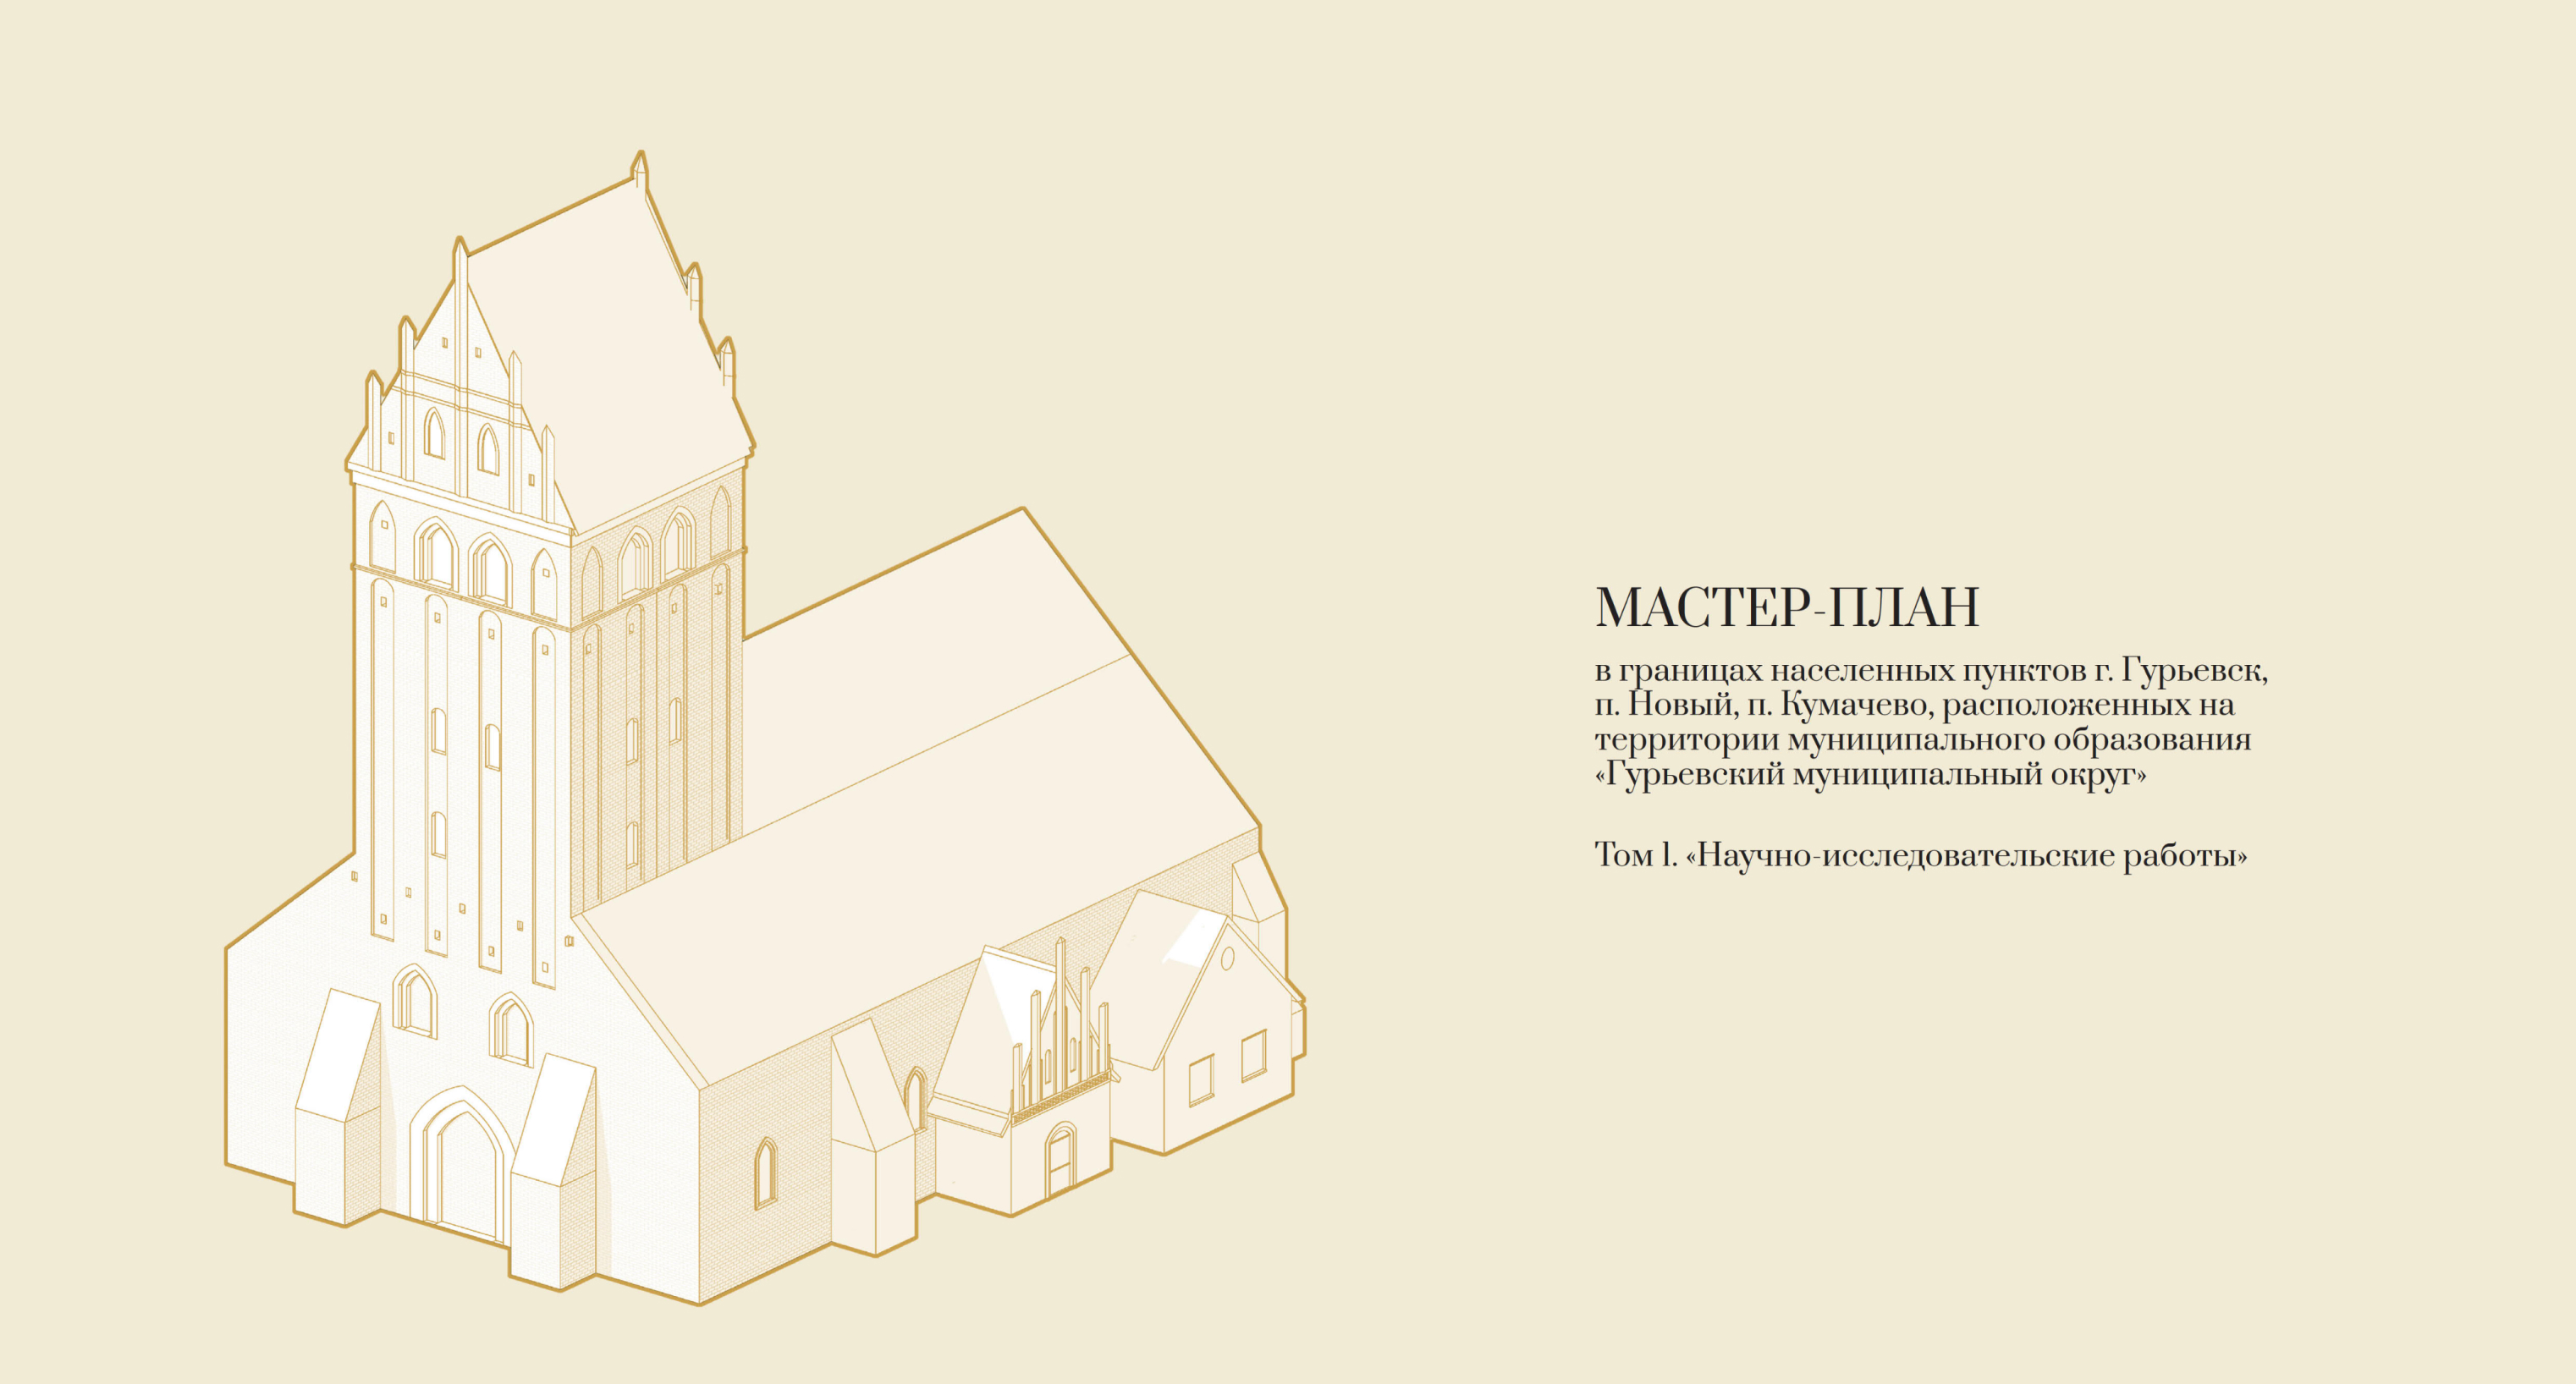 МАСТЕР-ПЛАН
в границах населенных пунктов г. Гурьевск,
п. Новый, п. Кумачево, расположенных на
территории муниципального образования
«Гурьевский муниципальный округ»
Том 1. «Научно-исследовательские работы»